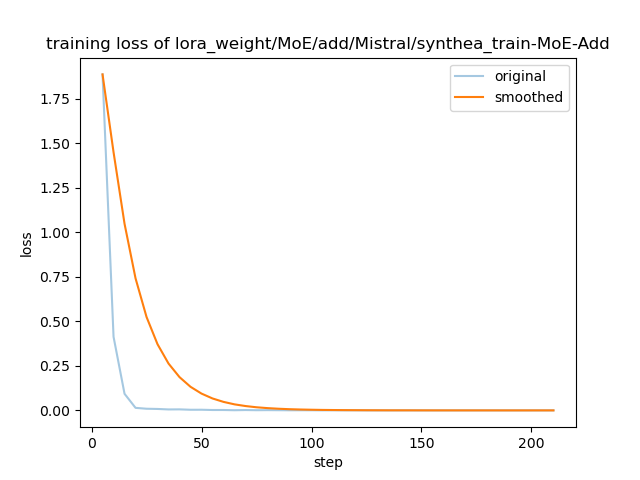 training loss of lora_weight/MoE/add/Mistral/synthea_train-MoE-Add
original
smoothed
loss
1.75
1.50
1.25
1.00
0.75
0.50
0.25
0.00
0
50
100
150
200
step